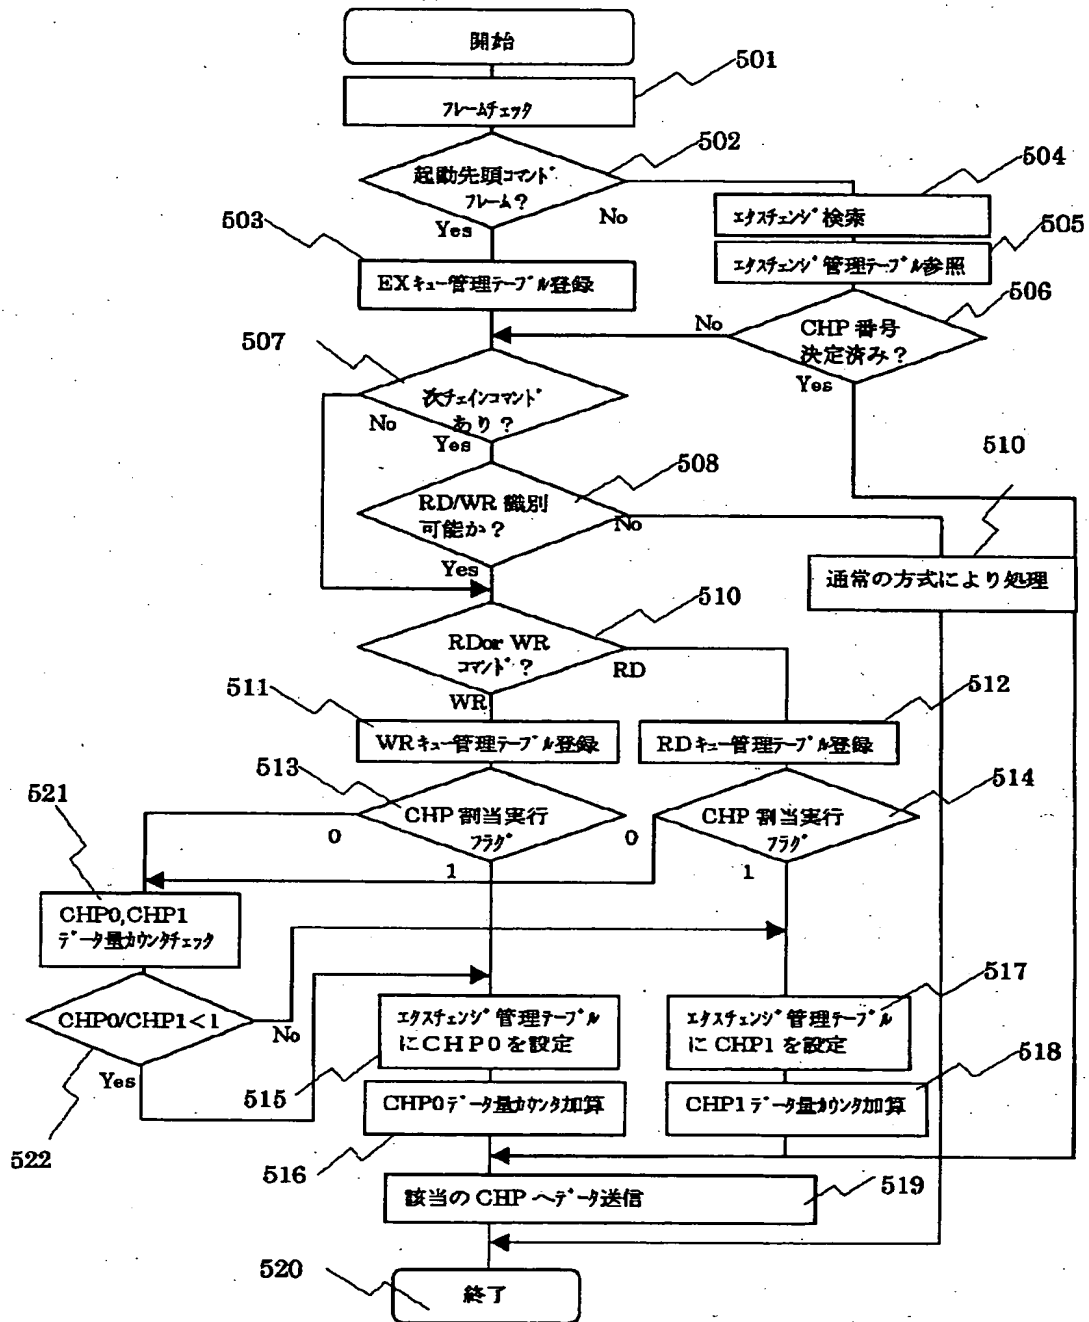 開始
501
フレームチェック
502
起動先頭コマンド
フレーム？
No
Yes
504
エクスチェンジ検索
505
エクスチェンジ管理テーブル参照
503
EXキュー管理テーブル登録
506
CHP 番号
決定済み？
No
Yes
507
次チェインコマンド
あり？
No
Yes
508
RD/WR 識別
可能か？
No
Yes
510
通常の方式により処理
510
RDor WR
コマンド？
RD
WR
511
WRキュー管理テーブル登録
512
RDキュー管理テーブル登録
513
CHP 割当実行
フラグ
0
1
514
CHP 割当実行
フラグ
0
1
521
CHP0,CHP1
データ量カウンタチェック
CHP0/CHP1<1
No
Yes
522
エクスチェンジ管理テーブル
にCHP0を設定
515
517
エクスチェンジ管理テーブル
にCHP1を設定
CHP0データ量カウンタ加算
516
518
CHP1データ量カウンタ加算
該当のCHPへデータ送信
519
520
終了